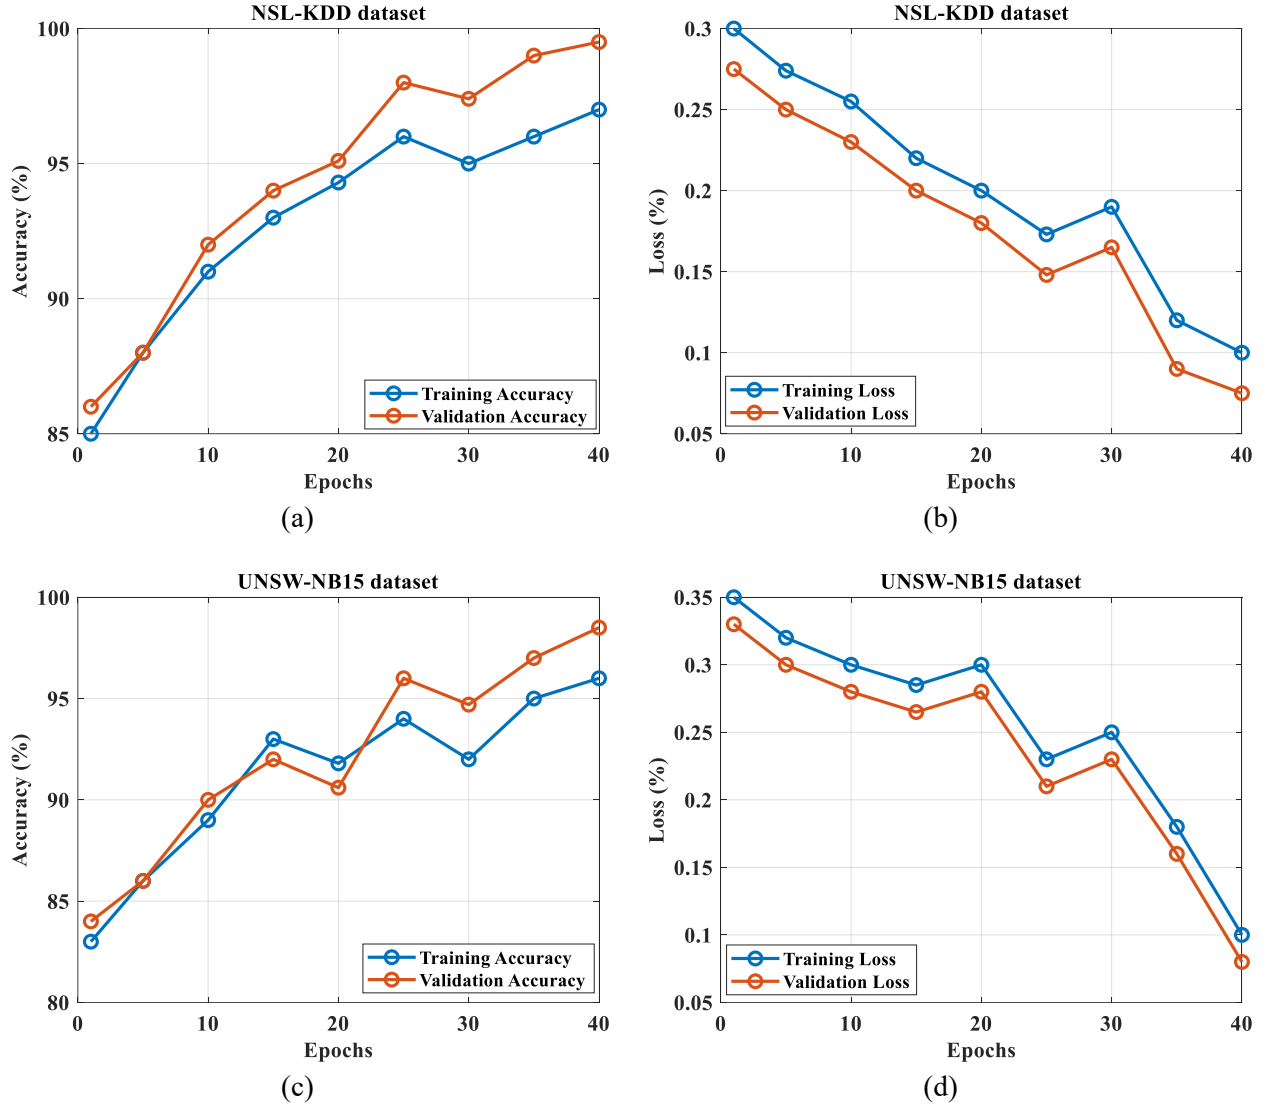 NSL-KDD dataset
100
95
90
85
Accuracy (%)
0 10 20 30 40
Epochs
Training Accuracy
Validation Accuracy
(a)
NSL-KDD dataset
0.3
0.25
0.2
0.15
0.1
0.05
Loss (%)
0 10 20 30 40
Epochs
Training Loss
Validation Loss
(b)
UNSW-NB15 dataset
100
95
90
85
80
Accuracy (%)
0 10 20 30 40
Epochs
Training Accuracy
Validation Accuracy
(c)
UNSW-NB15 dataset
0.35
0.3
0.25
0.2
0.15
0.1
0.05
Loss (%)
0 10 20 30 40
Epochs
Training Loss
Validation Loss
(d)